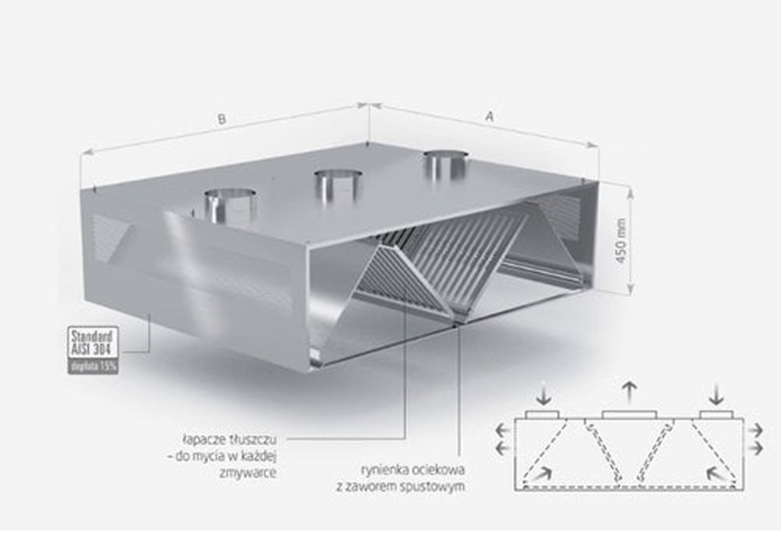 B
A
450 mm
Standard
AISI 304
dopłata 15%
łapacze tłuszczu
– do mycia w każdej
zmywarce
rynienka ociekowa
z zaworem spustowym